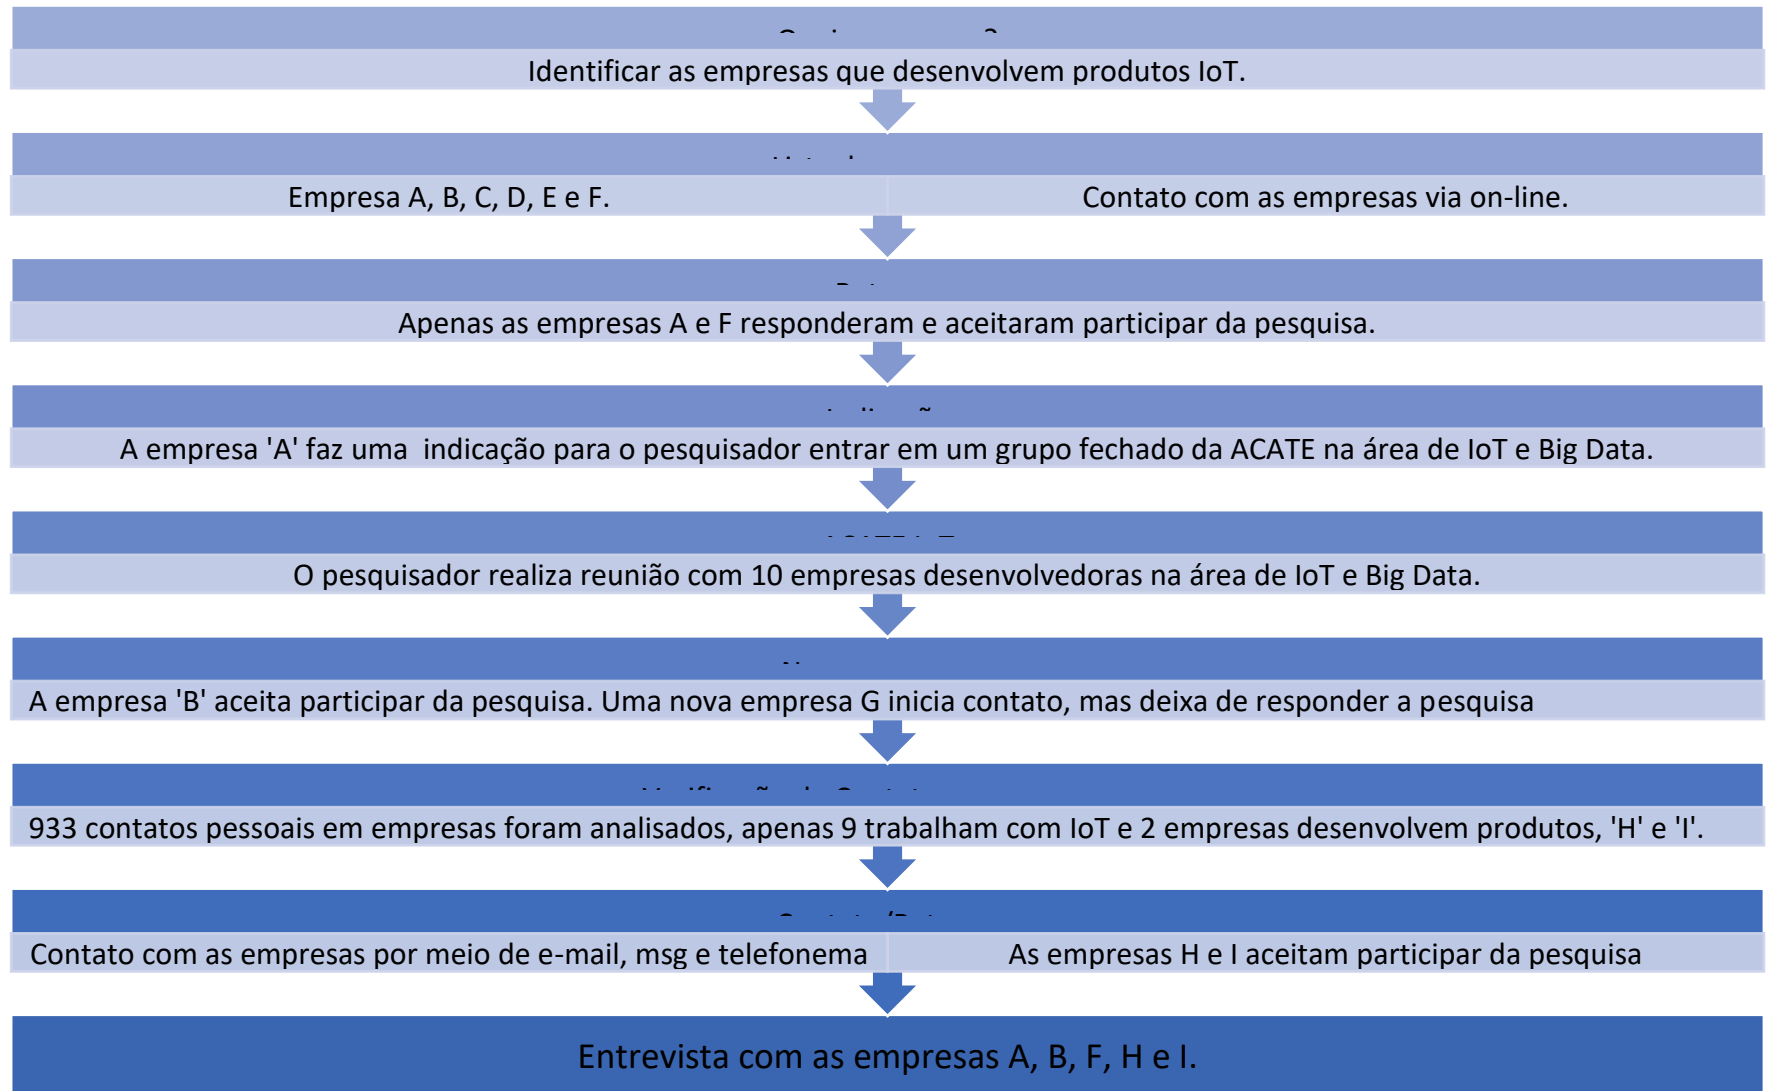 Identificar as empresas que desenvolvem produtos IoT.
Empresa A, B, C, D, E e F.
Contato com as empresas via on-line.
Apenas as empresas A e F responderam e aceitaram participar da pesquisa.
A empresa 'A' faz uma  indicação para o pesquisador entrar em um grupo fechado da ACATE na área de IoT e Big Data.
O pesquisador realiza reunião com 10 empresas desenvolvedoras na área de IoT e Big Data.
A empresa 'B' aceita participar da pesquisa. Uma nova empresa G inicia contato, mas deixa de responder a pesquisa
933 contatos pessoais em empresas foram analisados, apenas 9 trabalham com IoT e 2 empresas desenvolvem produtos, 'H' e 'I'.
Contato com as empresas por meio de e-mail, msg e telefonema
As empresas H e I aceitam participar da pesquisa
Entrevista com as empresas A, B, F, H e I.